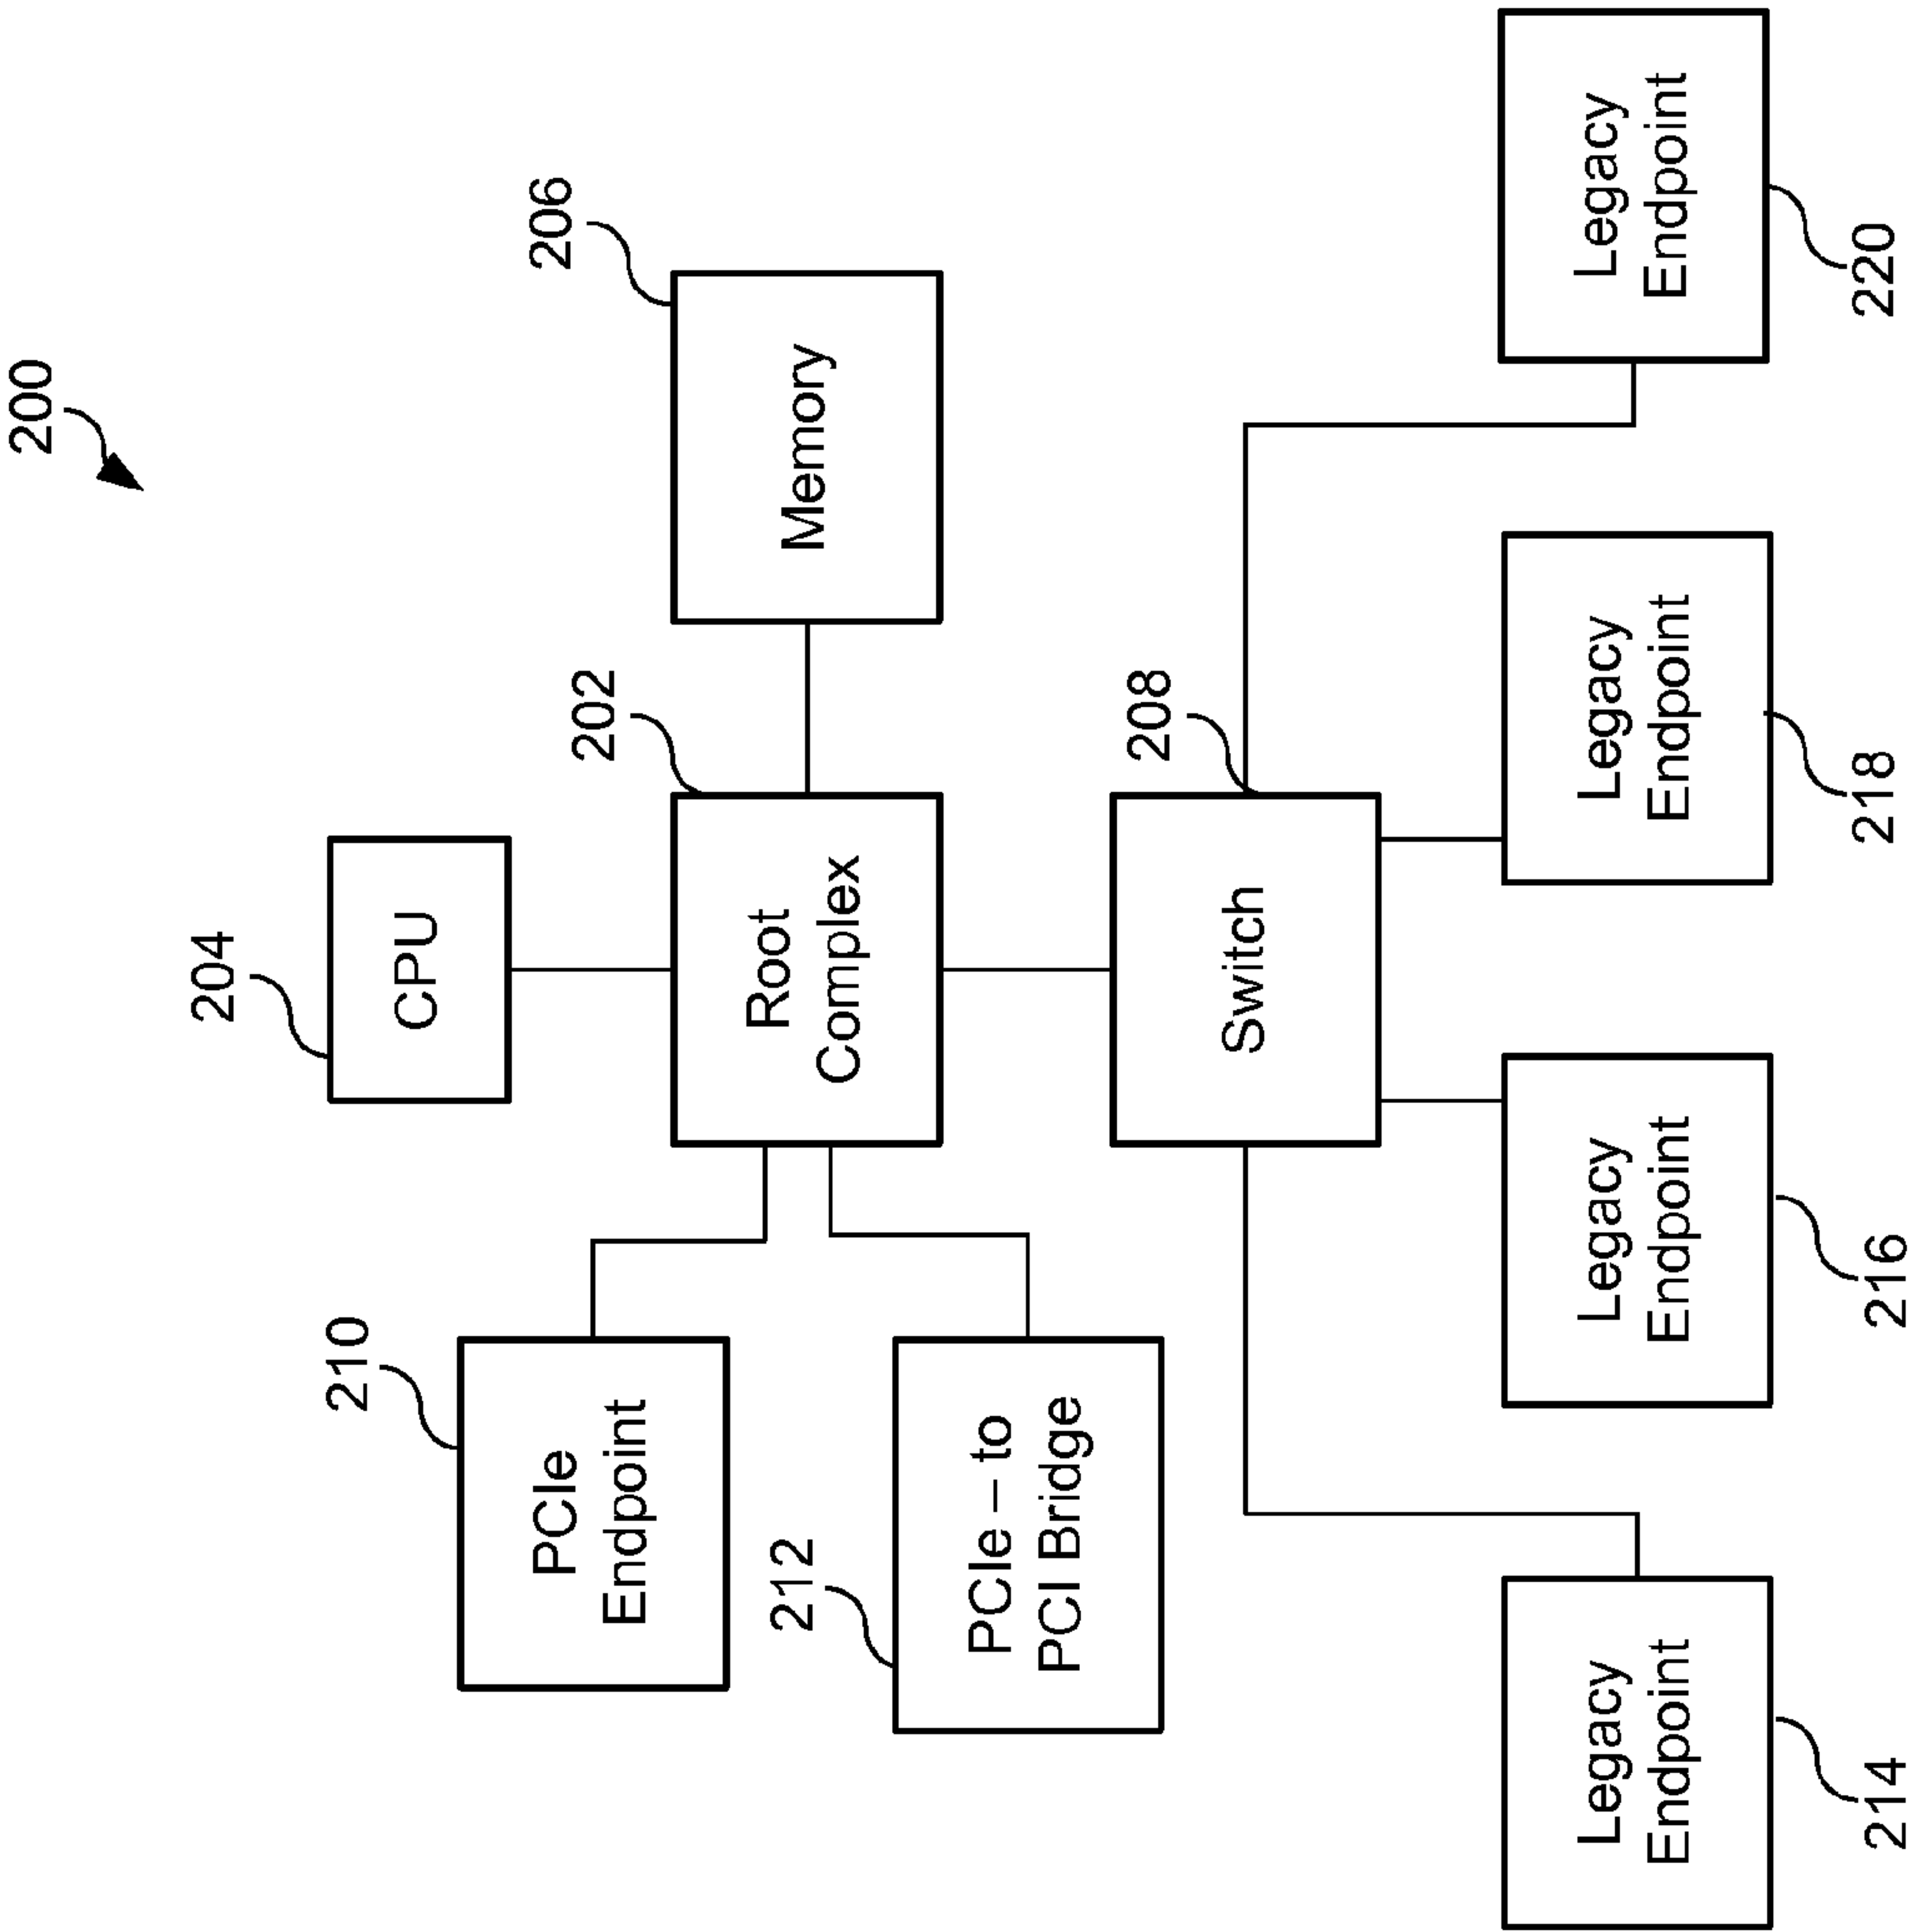 200
204
CPU
210
PCIe
Endpoint
202
Root
Complex
206
Memory
212
PCIe – to
PCI Bridge
208
Switch
Legacy
Endpoint
214
Legacy
Endpoint
216
Legacy
Endpoint
218
Legacy
Endpoint
220